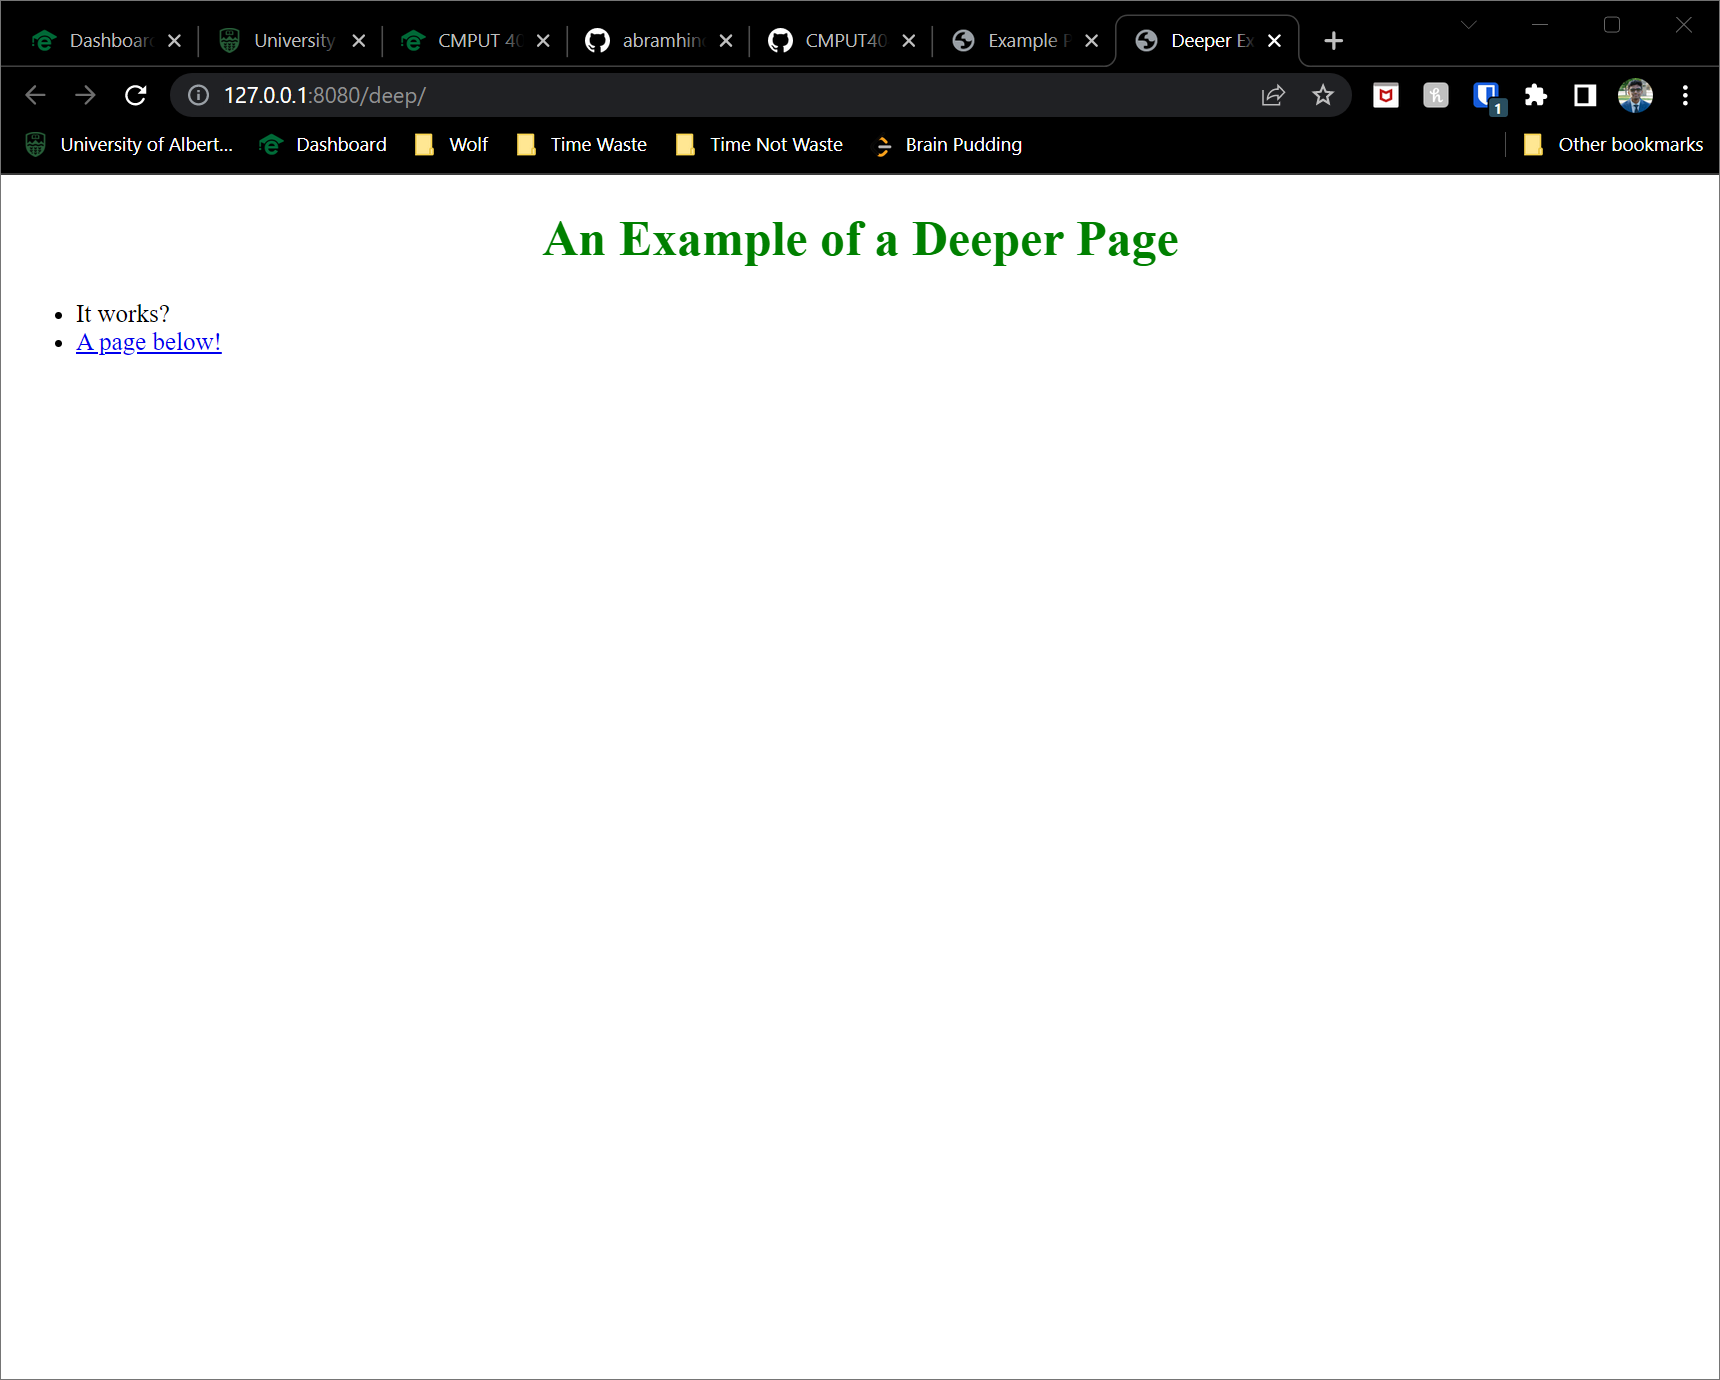 Dashboar University CMPUT 40 abramhin CMPUT40 Example P Deeper Ex
127.0.0.1:8080/deep/
1
University of Albert... Dashboard Wolf Time Waste Time Not Waste Brain Pudding Other bookmarks
An Example of a Deeper Page
It works?
A page below!